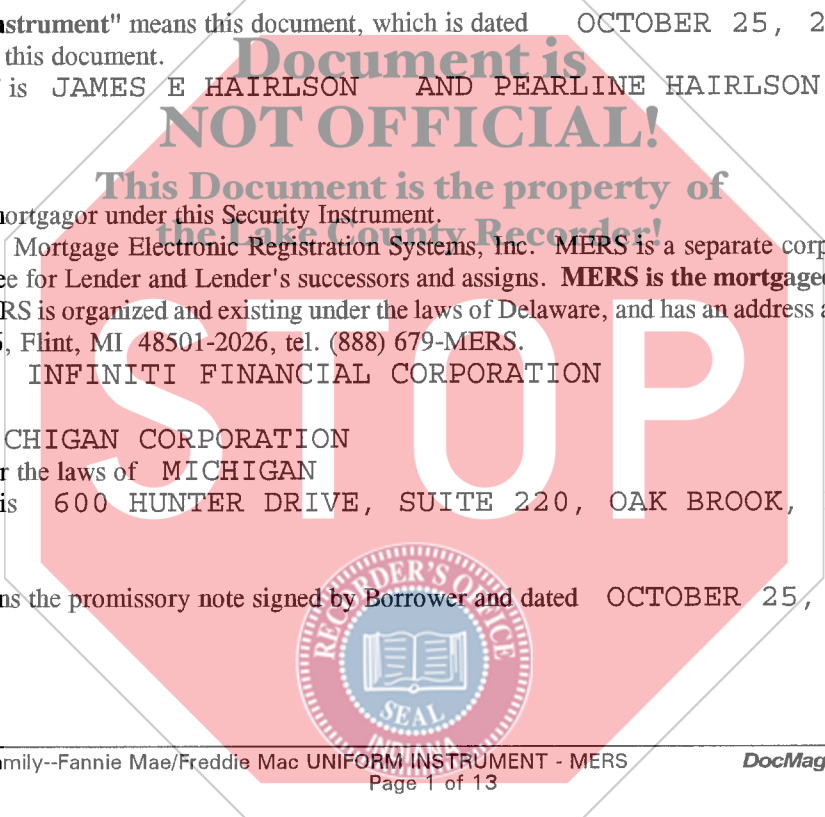 nstrument" means this document, which is dated OCTOBER 25, 2
this document.
Document is
is JAMES E HAIRLSON AND PEARLINE HAIRLSON
NOT OFFICIAL!
This Document is the property of
ortgagor under this Security Instrument.
the Lake County Recorder!
Mortgage Electronic Registration Systems, Inc. MERS is a separate corp
ee for Lender and Lender's successors and assigns. MERS is the mortgage
RS is organized and existing under the laws of Delaware, and has an address a
, Flint, MI 48501-2026, tel. (888) 679-MERS.
STOP
INFINITI FINANCIAL CORPORATION
CHIGAN CORPORATION
r the laws of MICHIGAN
is 600 HUNTER DRIVE, SUITE 220, OAK BROOK,
ns the promissory note signed by Borrower and dated OCTOBER 25,
RECORDER'S OFFICE
SEAL
INDIANA
mily--Fannie Mae/Freddie Mac UNIFORM INSTRUMENT - MERS DocMag
Page 1 of 13